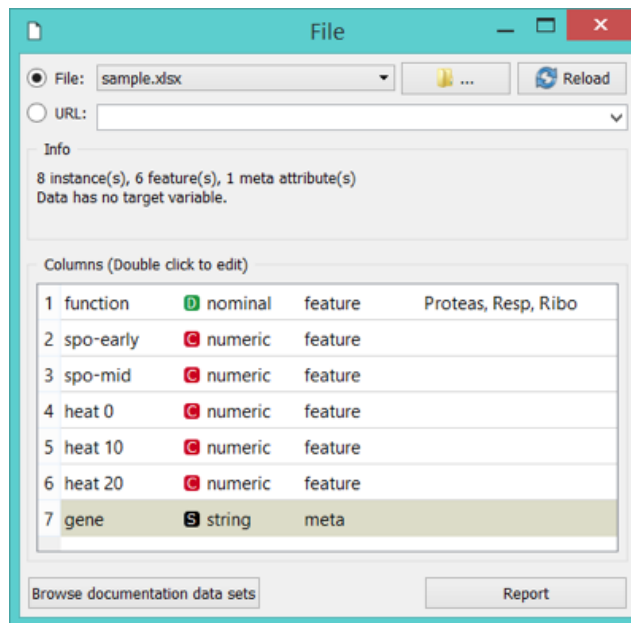 File
File: sample.xlsx ... Reload
URL:
Info
8 instance(s), 6 feature(s), 1 meta attribute(s)
Data has no target variable.
Columns (Double click to edit)
1 function D nominal feature Proteas, Resp, Ribo
2 spo-early C numeric feature
3 spo-mid C numeric feature
4 heat 0 C numeric feature
5 heat 10 C numeric feature
6 heat 20 C numeric feature
7 gene S string meta
Browse documentation data sets Report